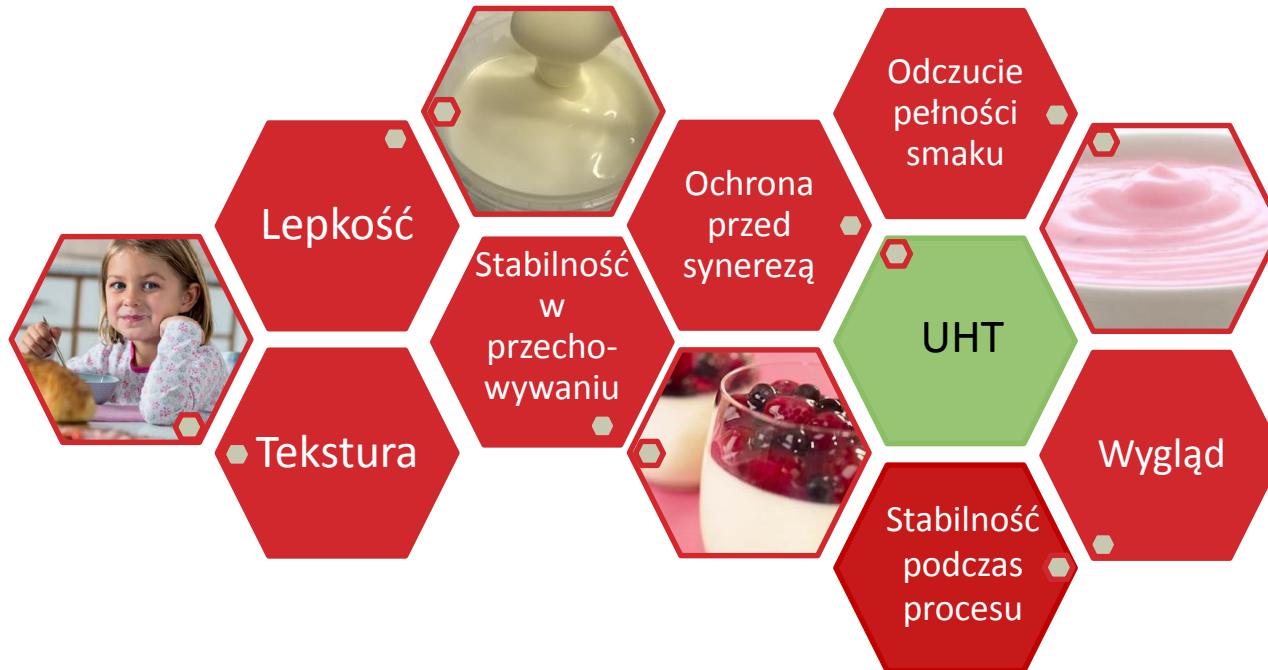 Lepkość
Tekstura
Stabilność
w
przecho-
wywaniu
Ochrona
przed
synerezą
Odczucie
pełności
smaku
UHT
Stabilność
podczas
procesu
Wygląd